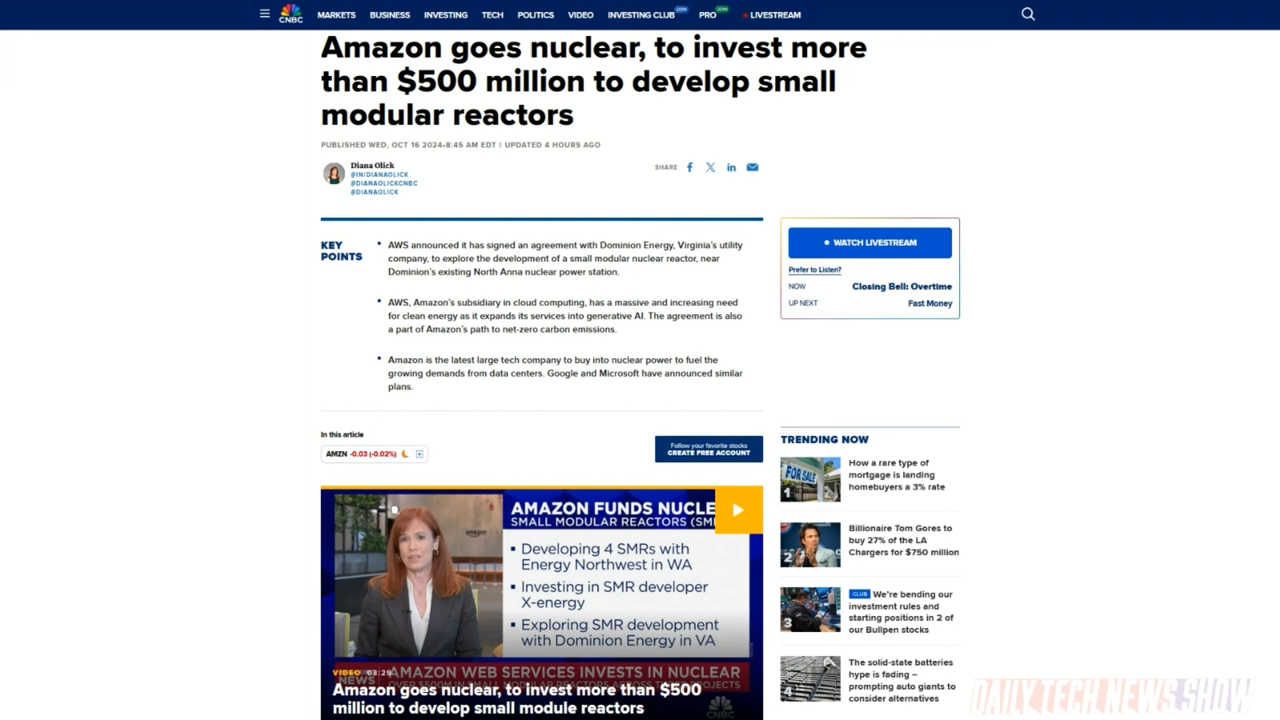 CNBC
MARKETS
BUSINESS
INVESTING
TECH
POLITICS
VIDEO
INVESTING CLUB
PRO
LIVESTREAM
Amazon goes nuclear, to invest more
than $500 million to develop small
modular reactors
PUBLISHED WED, OCT 16 2024•8:45 AM EDT | UPDATED 4 HOURS AGO
Diana Olick
@IN/DIANAOLICK
@DIANAOLICKCNBC
@DIANAOLICK
SHARE
KEY
POINTS
• AWS announced it has signed an agreement with Dominion Energy, Virginia's utility
company, to explore the development of a small modular nuclear reactor, near
Dominion's existing North Anna nuclear power station.
• AWS, Amazon's subsidiary in cloud computing, has a massive and increasing need
for clean energy as it expands its services into generative AI. The agreement is also
a part of Amazon's path to net-zero carbon emissions.
• Amazon is the latest large tech company to buy into nuclear power to fuel the
growing demands from data centers. Google and Microsoft have announced similar
plans.
In this article
AMZN -0.03 (-0.02%)
Follow your favorite stocks
CREATE FREE ACCOUNT
AMAZON FUNDS NUCLE
SMALL MODULAR REACTORS (SM
▪ Developing 4 SMRs with
Energy Northwest in WA
▪ Investing in SMR developer
X-energy
▪ Exploring SMR development
with Dominion Energy in VA
VIDEO 03:29
NEWS
AMAZON WEB SERVICES INVESTS IN NUCLEAR
Amazon goes nuclear, to invest more than $500
million to develop small module reactors
CNBC
WATCH LIVESTREAM
Prefer to Listen?
NOW
Closing Bell: Overtime
UP NEXT
Fast Money
TRENDING NOW
FOR SALE
1
How a rare type of
mortgage is landing
homebuyers a 3% rate
2
Billionaire Tom Gores to
buy 27% of the LA
Chargers for $750 million
3
CLUB We're bending our
investment rules and
starting positions in 2 of
our Bullpen stocks
4
The solid-state batteries
hype is fading –
prompting auto giants to
consider alternatives
DAILY TECH NEWS SHOW